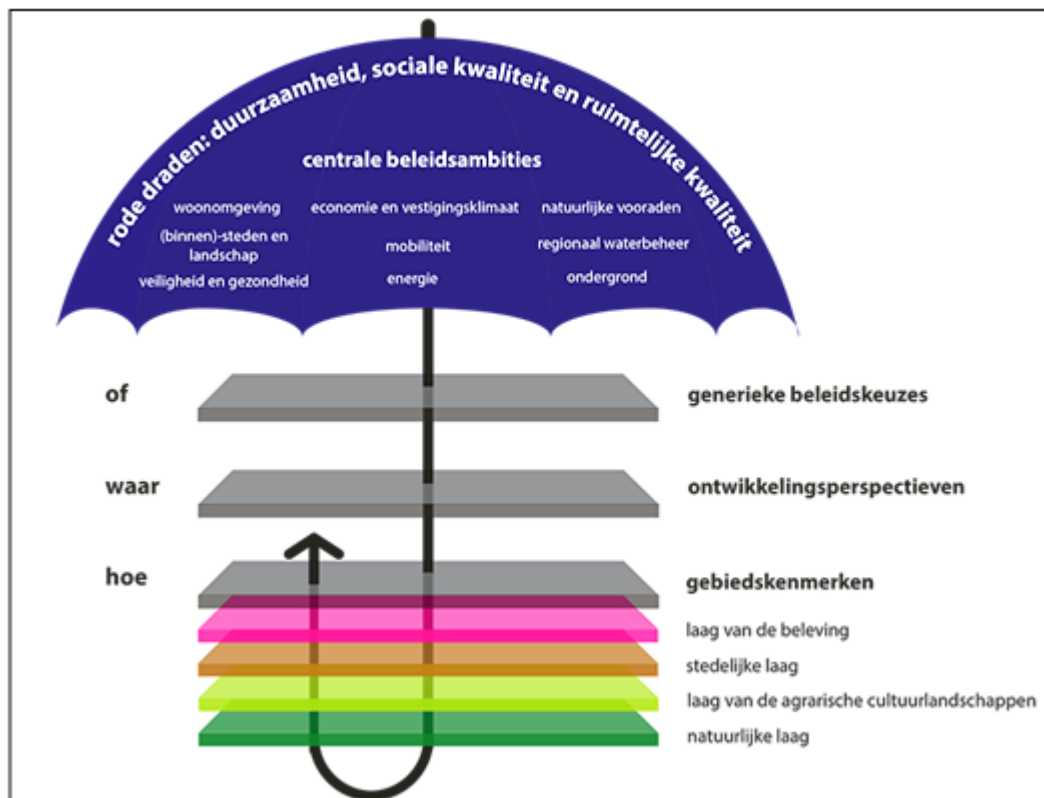 rode draden: duurzaamheid, sociale kwaliteit en ruimtelijke kwaliteit
centrale beleidsambities
woonomgeving
(binnen)-steden en
landschap
veiligheid en gezondheid
economie en vestigingsklimaat
mobiliteit
energie
natuurlijke vooraden
regionaal waterbeheer
ondergrond
of
generieke beleidskeuzes
waar
ontwikkelingsperspectieven
hoe
gebiedskenmerken
laag van de beleving
stedelijke laag
laag van de agrarische cultuurlandschappen
natuurlijke laag